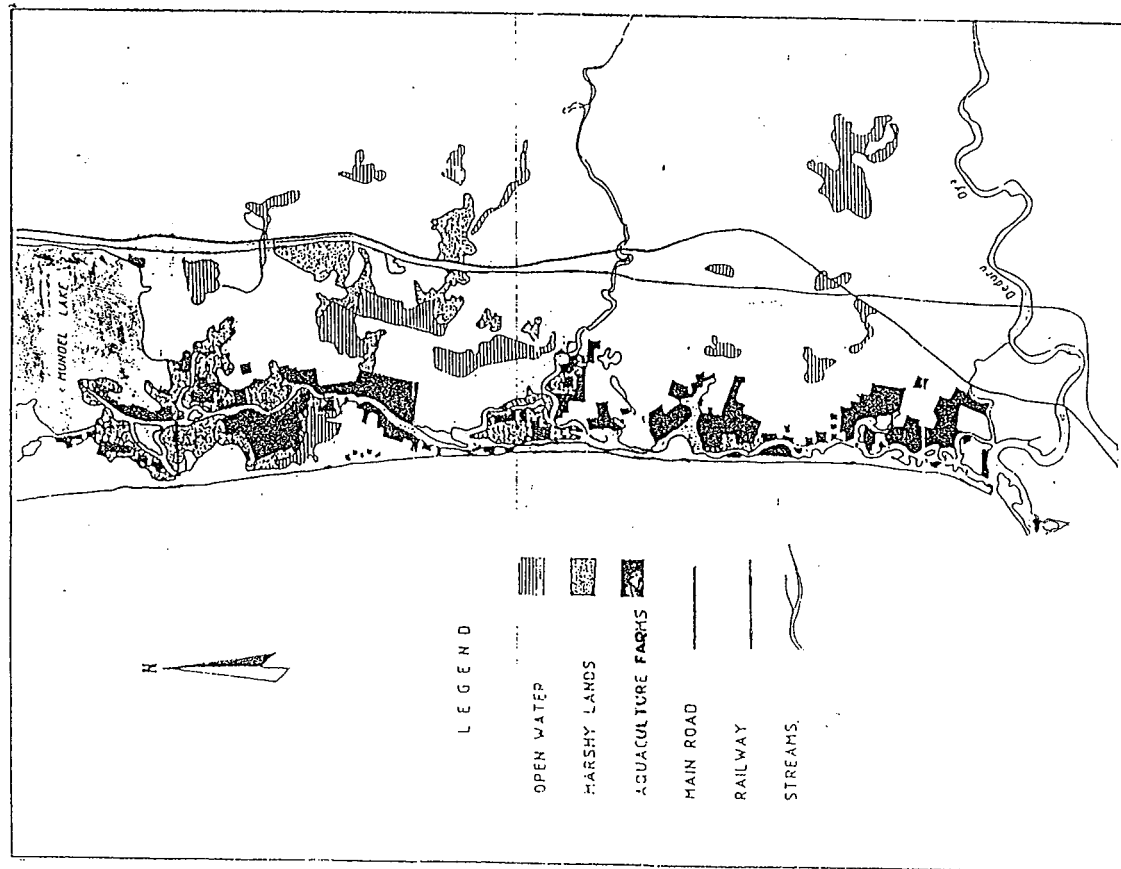 MUNDEL LAKE
Oya
Deduru
N
LEGEND
OPEN WATER
MARSHY LANDS
AQUACULTURE FARMS
MAIN ROAD
RAILWAY
STREAMS